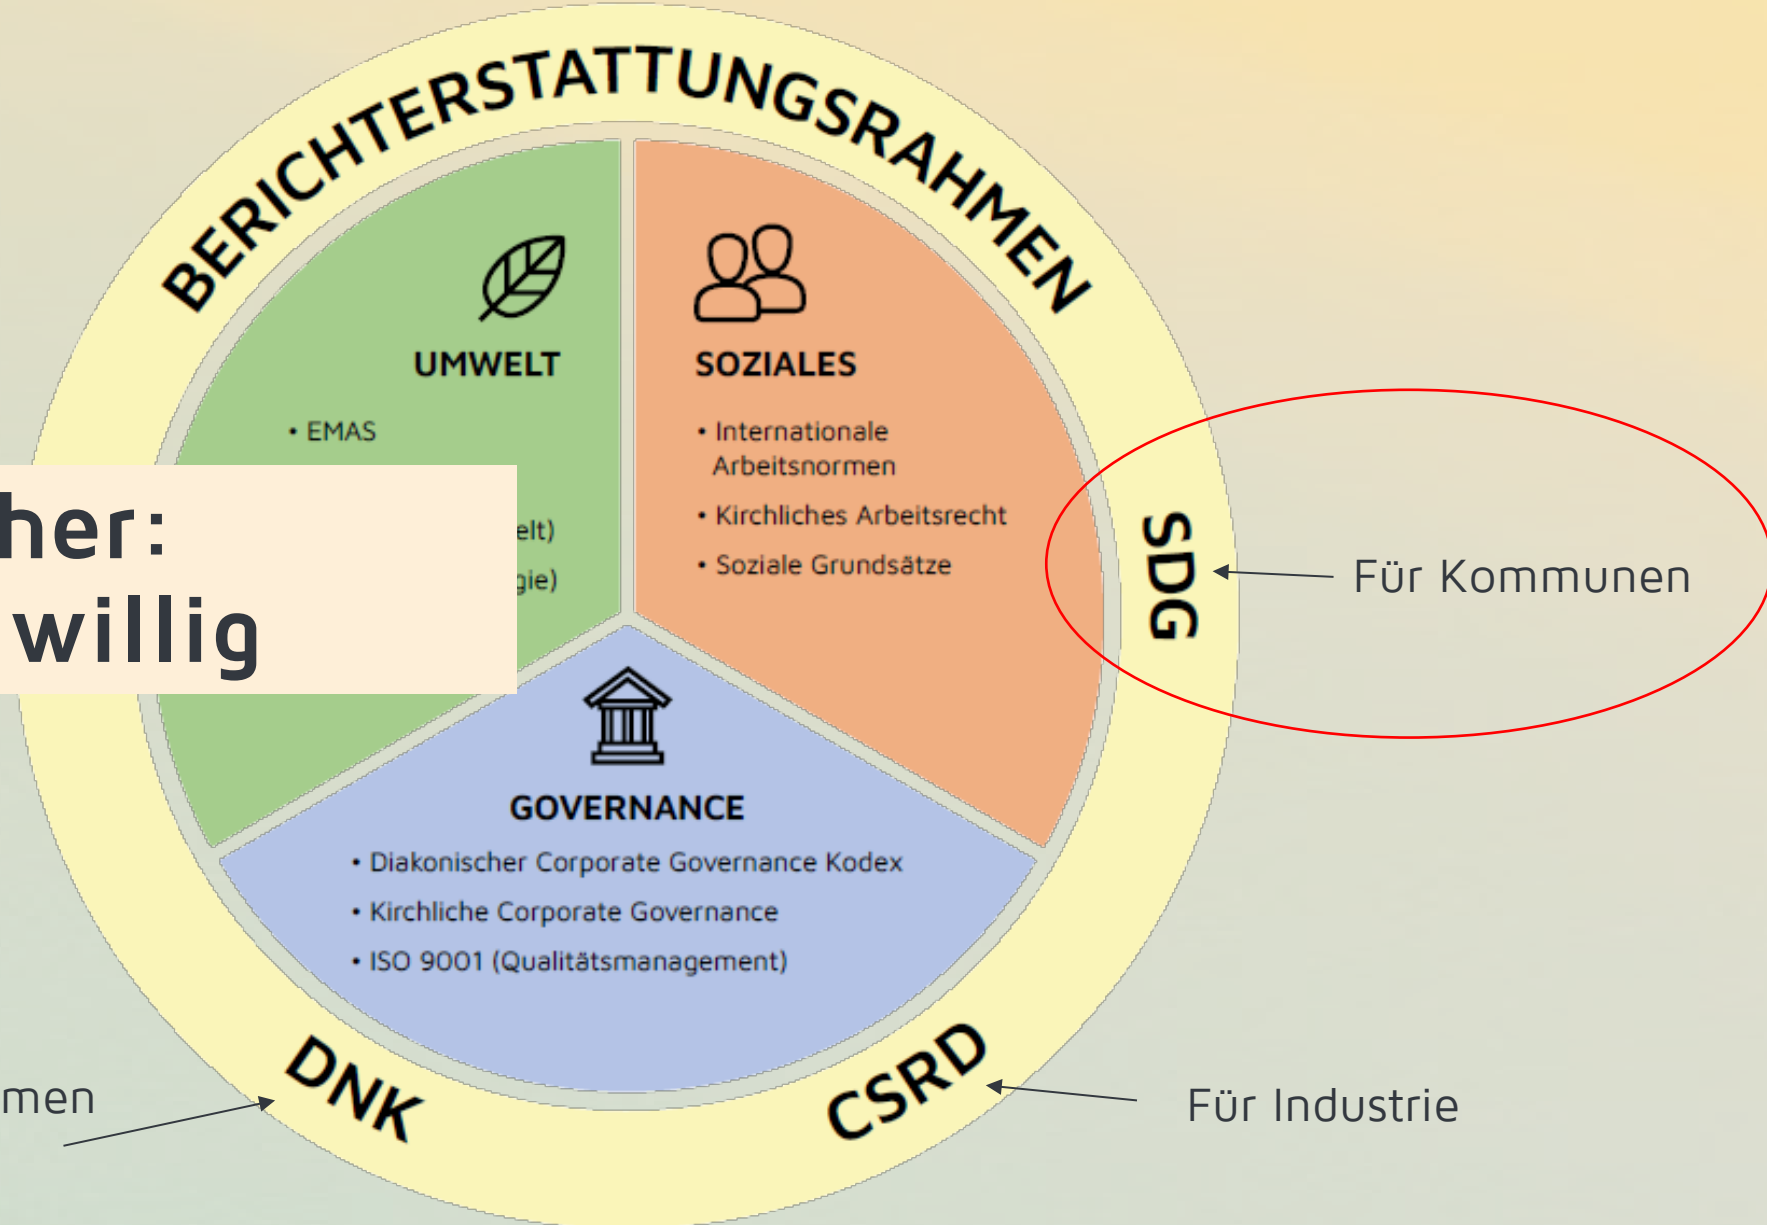 BERICHTERSTATTUNGSRAHMEN
UMWELT
• EMAS
elt)
gie)
her:
willig
SOZIALES
• Internationale
Arbeitsnormen
• Kirchliches Arbeitsrecht
• Soziale Grundsätze
SDG
Für Kommunen
GOVERNANCE
• Diakonischer Corporate Governance Kodex
• Kirchliche Corporate Governance
• ISO 9001 (Qualitätsmanagement)
men
DNK
CSRD
Für Industrie